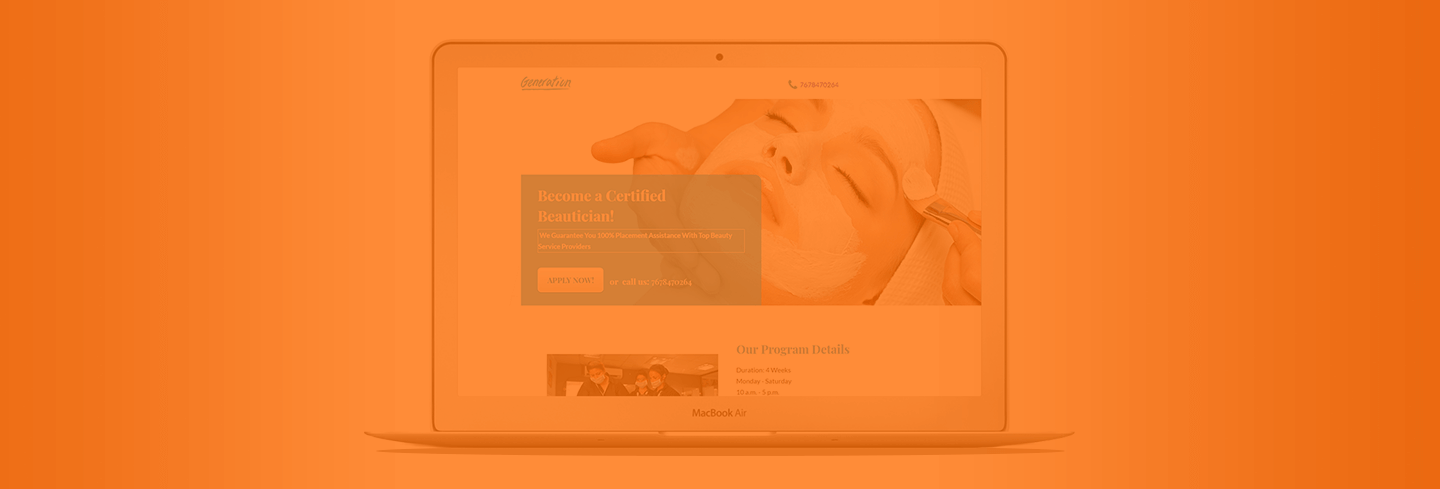 Generation
7678470264
Become a Certified
Beautician!
We Guarantee You 100% Placement Assistance With Top Beauty
Service Providers
APPLY NOW!
or call us: 7678470264
Our Program Details
Duration: 4 Weeks
Monday - Saturday
10 a.m. - 5 p.m.
MacBook Air